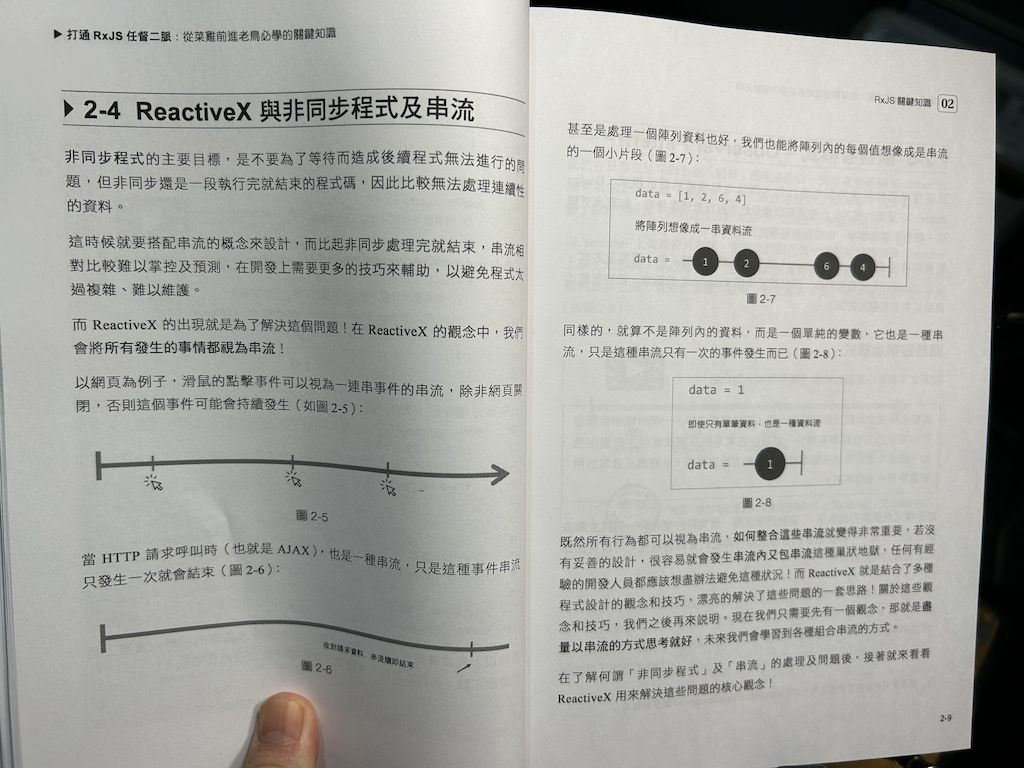 ▶ 打通 RxJS 任督二脈：從菜雞前進老鳥必學的關鍵知識
▶ 2-4 ReactiveX 與非同步程式及串流
非同步程式的主要目標，是不要為了等待而造成後續程式無法進行的問
題，但非同步還是一段執行完就結束的程式碼，因此比較無法處理連續性
的資料。
這時候就要搭配串流的概念來設計，而比起非同步處理完就結束，串流相
對比較難以掌控及預測，在開發上需要更多的技巧來輔助，以避免程式太
過複雜、難以維護。
而 ReactiveX 的出現就是為了解決這個問題！在 ReactiveX 的觀念中，我們
會將所有發生的事情都視為串流！
以網頁為例子，滑鼠的點擊事件可以視為一連串事件的串流，除非網頁關
閉，否則這個事件可能會持續發生（如圖 2-5）：
...
圖 2-5
當 HTTP 請求呼叫時（也就是 AJAX），也是一種串流，只是這種事件串流
只發生一次就會結束（圖 2-6）：
收到請求資料，串流隨即結束
圖 2-6
RxJS 關鍵知識 02
甚至是處理一個陣列資料也好，我們也能將陣列內的每個值想像成是串流
的一個小片段（圖 2-7）：
data = [1, 2, 6, 4]
將陣列想像成一串資料流
data = 1 2 6 4
圖 2-7
同樣的，就算不是陣列內的資料，而是一個單純的變數，它也是一種串
流，只是這種串流只有一次的事件發生而已（圖 2-8）：
data = 1
即使只有單筆資料，也是一種資料流
data = 1
圖 2-8
既然所有行為都可以視為串流，如何整合這些串流就變得非常重要，若沒
有妥善的設計，很容易就會發生串流內又包串流這種巢狀地獄，任何有經
驗的開發人員都應該想盡辦法避免這種狀況！而 ReactiveX 就是結合了多種
程式設計的觀念和技巧，漂亮的解決了這些問題的一套思路！關於這些觀
念和技巧，我們之後再來說明。現在我們只需要先有一個觀念，那就是盡
量以串流的方式思考就好，未來我們會學習到各種組合串流的方式。
在了解何謂「非同步程式」及「串流」的處理及問題後，接著就來看看
ReactiveX 用來解決這些問題的核心觀念！
2-9